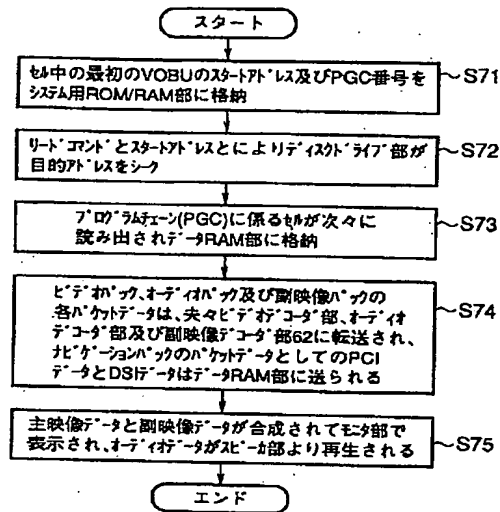 スタート
セル中の最初のVOBUのスタートアドレス及びPGC番号を
システム用ROM/RAM部に格納
S71
リードコマンドとスタートアドレスとによりディスクドライブ部が
目的アドレスをシーク
S72
プログラムチェーン(PGC)に係るセルが次々に
読み出されデータRAM部に格納
S73
ビデオパック、オーディオパック及び副映像パックの
各パケットデータは、夫々ビデオデコーダ部、オーディオ
デコーダ部及び副映像デコーダ部62に転送され、
ナビゲーションパックのパケットデータとしてのPCI
データとDSIデータはデータRAM部に送られる
S74
主映像データと副映像データが合成されてモニタ部で
表示され、オーディオデータがスピーカ部より再生される
S75
エンド